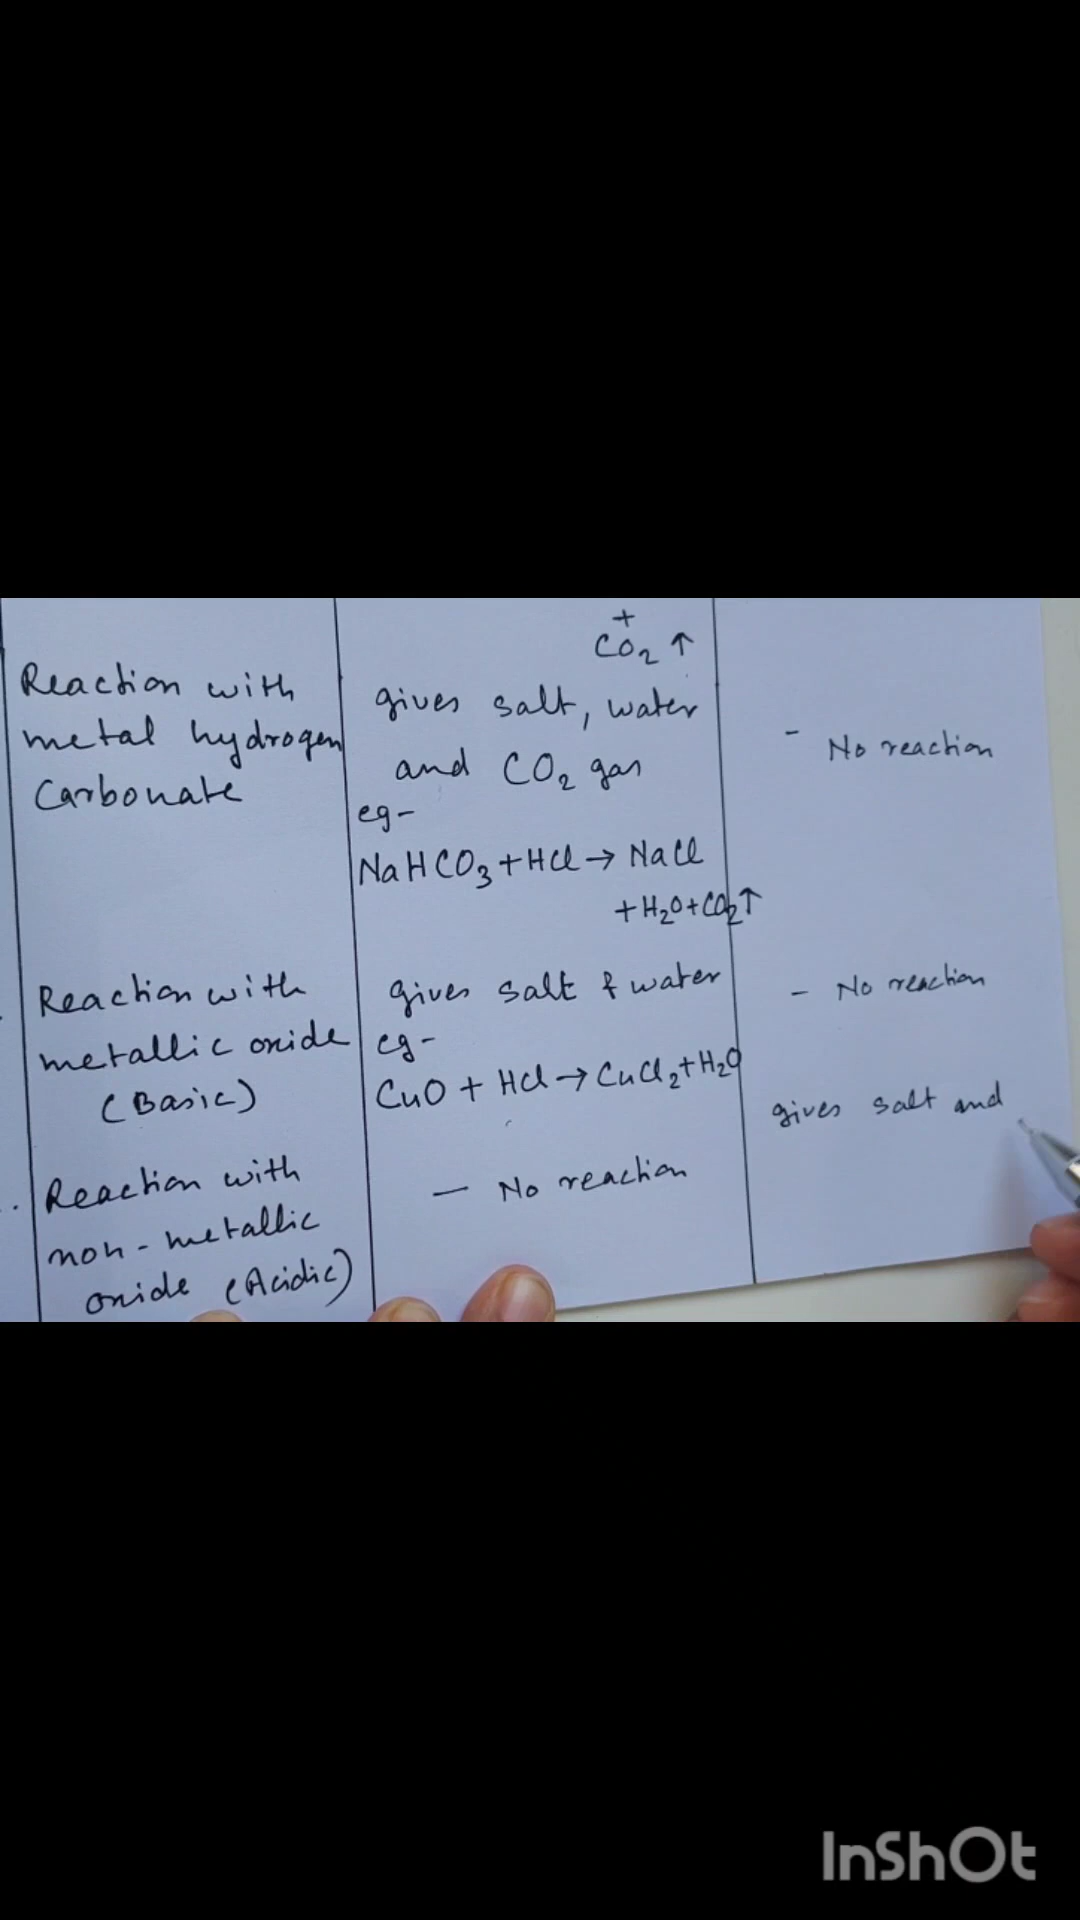 +
CO2 ↑
Reaction with
metal hydrogen
Carbonate
gives salt, water
and CO2 gas
eg-
NaHCO3 + HCl → NaCl
+ H2O + CO2↑
- No reaction
Reaction with
metallic oxide
(Basic)
gives salt & water
eg-
CuO + HCl → CuCl2 + H2O
- No reaction
Reaction with
non-metallic
oxide (Acidic)
— No reaction
gives salt and
InShOt